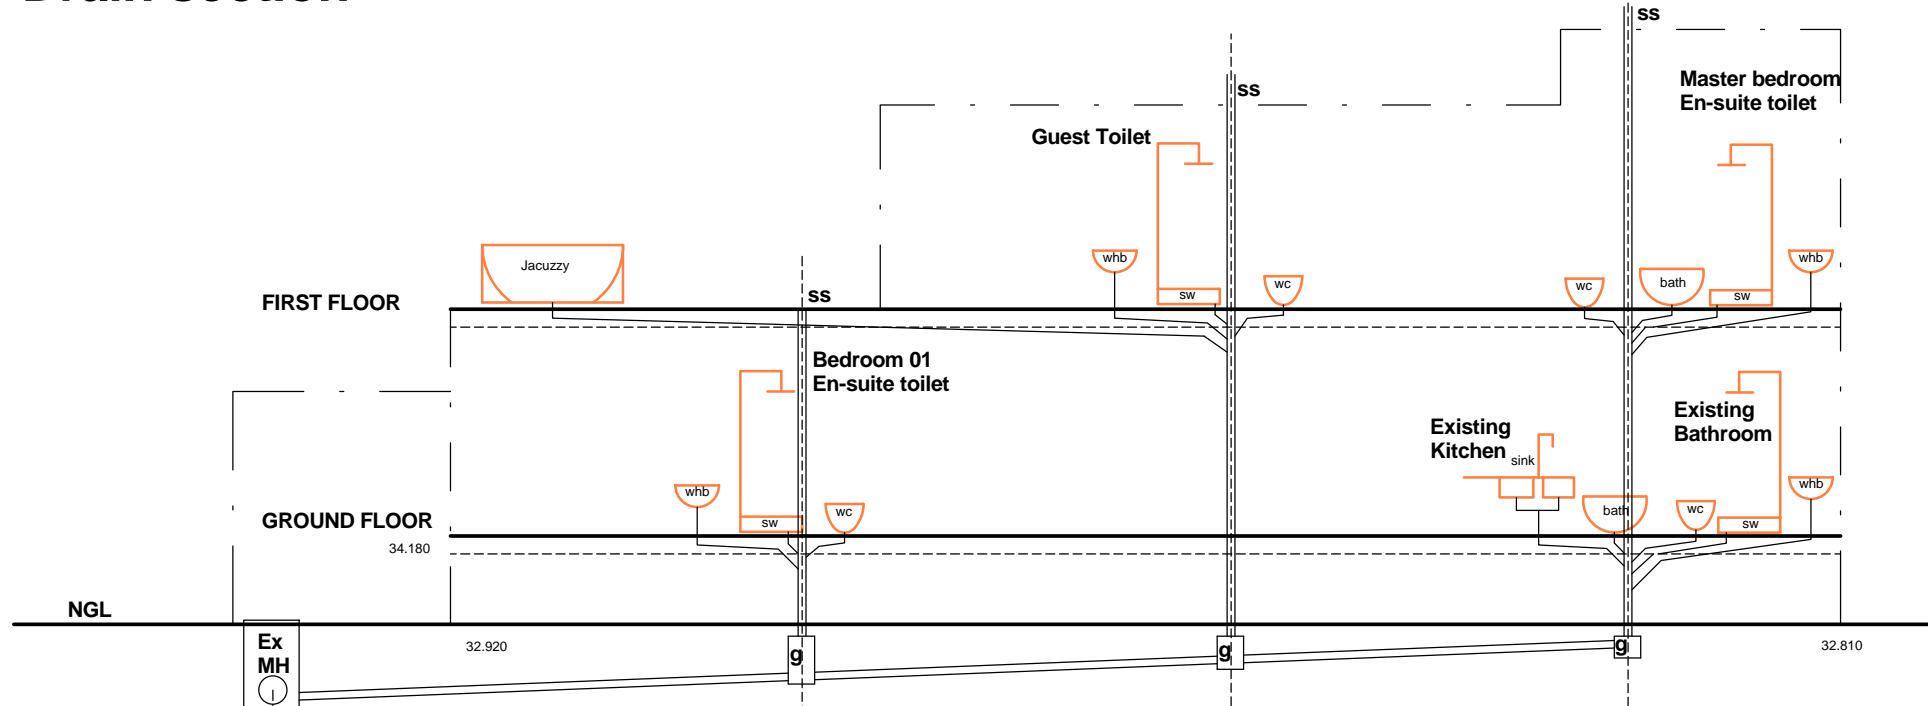 ss
Master bedroom
En-suite toilet
ss
Guest Toilet
whb
sw
wc
wc
bath
sw
whb
Jacuzzy
FIRST FLOOR
ss
Bedroom 01
En-suite toilet
Existing
Kitchen
sink
Existing
Bathroom
whb
sw
wc
bath
wc
sw
whb
GROUND FLOOR
34.180
NGL
Ex
MH
32.920
g
g
g
32.810